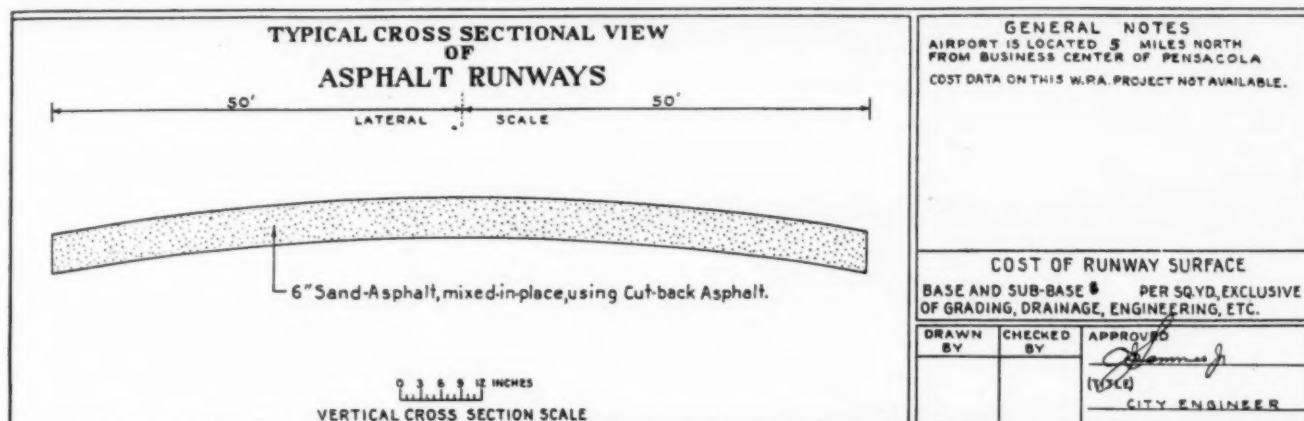 TYPICAL CROSS SECTIONAL VIEW
OF
ASPHALT RUNWAYS
50' 50'
LATERAL SCALE
6" Sand-Asphalt, mixed-in-place, using Cut-back Asphalt.
0 3 6 9 12 INCHES
VERTICAL CROSS SECTION SCALE
GENERAL NOTES
AIRPORT IS LOCATED 5 MILES NORTH
FROM BUSINESS CENTER OF PENSACOLA
COST DATA ON THIS W.P.A. PROJECT NOT AVAILABLE.
COST OF RUNWAY SURFACE
BASE AND SUB-BASE $ PER SQ.YD., EXCLUSIVE
OF GRADING, DRAINAGE, ENGINEERING, ETC.
DRAWN BY
CHECKED BY
APPROVED
(TITLE)
CITY ENGINEER